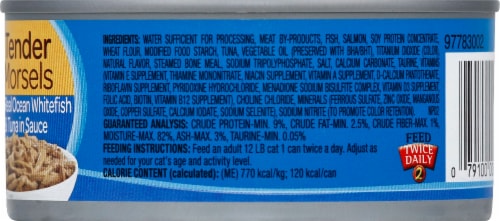 Tender
Morsels
Real Ocean Whitefish
& Tuna in Sauce
INGREDIENTS: WATER SUFFICIENT FOR PROCESSING, MEAT BY-PRODUCTS, FISH, SALMON, SOY PROTEIN CONCENTRATE,
WHEAT FLOUR, MODIFIED FOOD STARCH, TUNA, VEGETABLE OIL (PRESERVED WITH BHA/BHT), TITANIUM DIOXIDE (COLOR),
NATURAL FLAVOR, STEAMED BONE MEAL, SODIUM TRIPOLYPHOSPHATE, SALT, CALCIUM CARBONATE, TAURINE, VITAMINS
(VITAMIN E SUPPLEMENT, THIAMINE MONONITRATE, NIACIN SUPPLEMENT, VITAMIN A SUPPLEMENT, D-CALCIUM PANTOTHENATE,
RIBOFLAVIN SUPPLEMENT, PYRIDOXINE HYDROCHLORIDE, MENADIONE SODIUM BISULFITE COMPLEX, VITAMIN D3 SUPPLEMENT,
FOLIC ACID, BIOTIN, VITAMIN B12 SUPPLEMENT), CHOLINE CHLORIDE, MINERALS (FERROUS SULFATE, ZINC OXIDE, MANGANOUS
OXIDE, COPPER SULFATE, CALCIUM IODATE, SODIUM SELENITE), SODIUM NITRITE (TO PROMOTE COLOR RETENTION).
GUARANTEED ANALYSIS: CRUDE PROTEIN-MIN. 9%, CRUDE FAT-MIN. 2.5%, CRUDE FIBER-MAX. 1%,
MOISTURE-MAX. 82%, ASH-MAX. 3%, TAURINE-MIN. 0.05%
FEEDING INSTRUCTIONS: Feed an adult 12 LB cat 1 can twice a day. Adjust as
needed for your cat's age and activity level.
CALORIE CONTENT (calculated): (ME) 770 kcal/kg; 120 kcal/can
FEED
TWICE
DAILY
2
97783002
0 79100